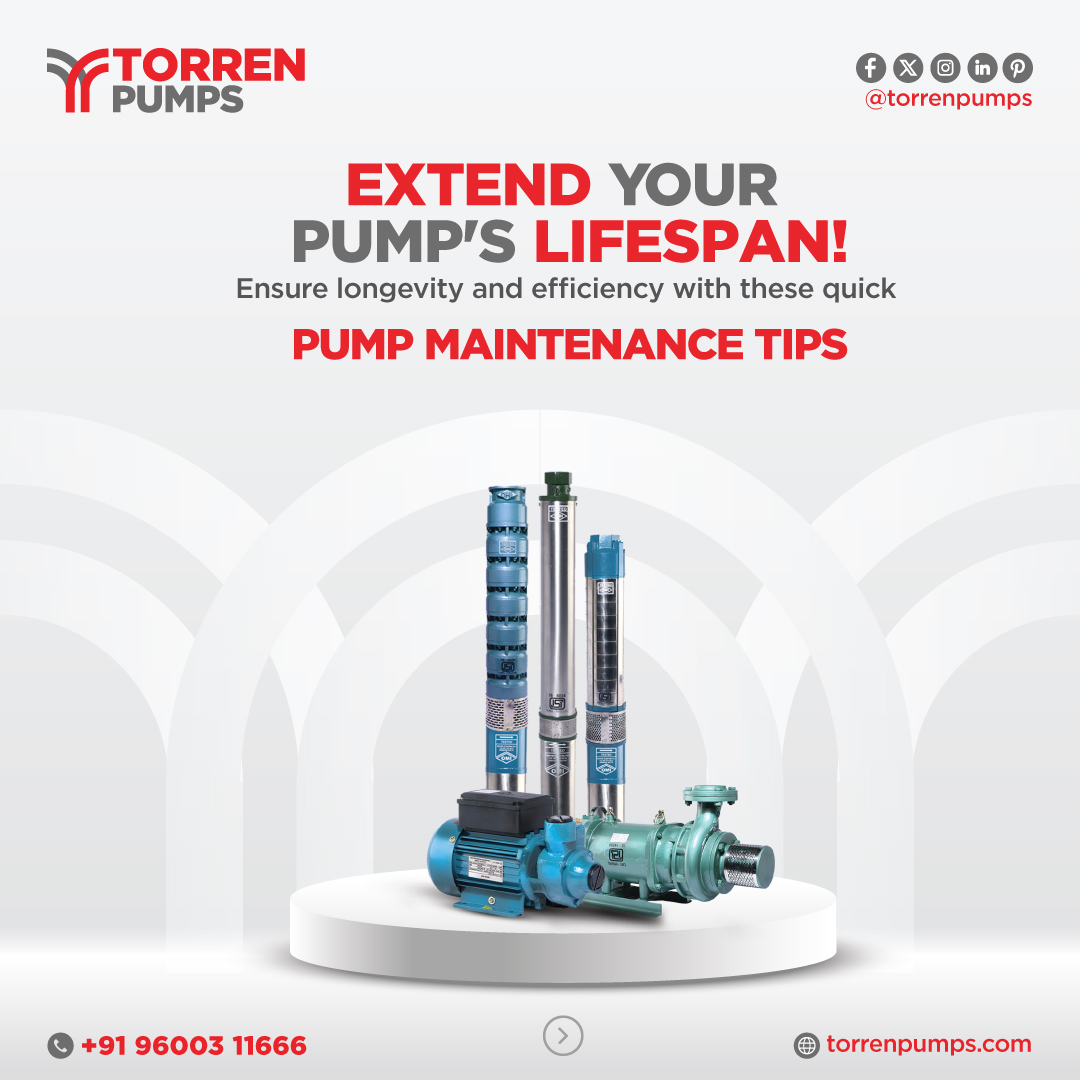 TORREN
PUMPS
@torrenpumps
EXTEND YOUR
PUMP'S LIFESPAN!
Ensure longevity and efficiency with these quick
PUMP MAINTENANCE TIPS
+91 96003 11666
torrenpumps.com